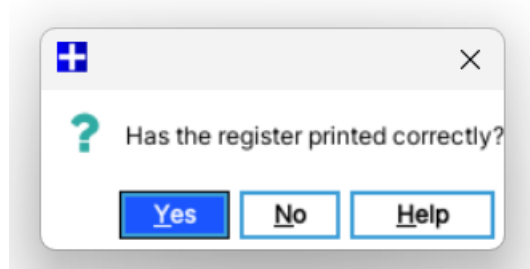 Has the register printed correctly?
Yes No Help